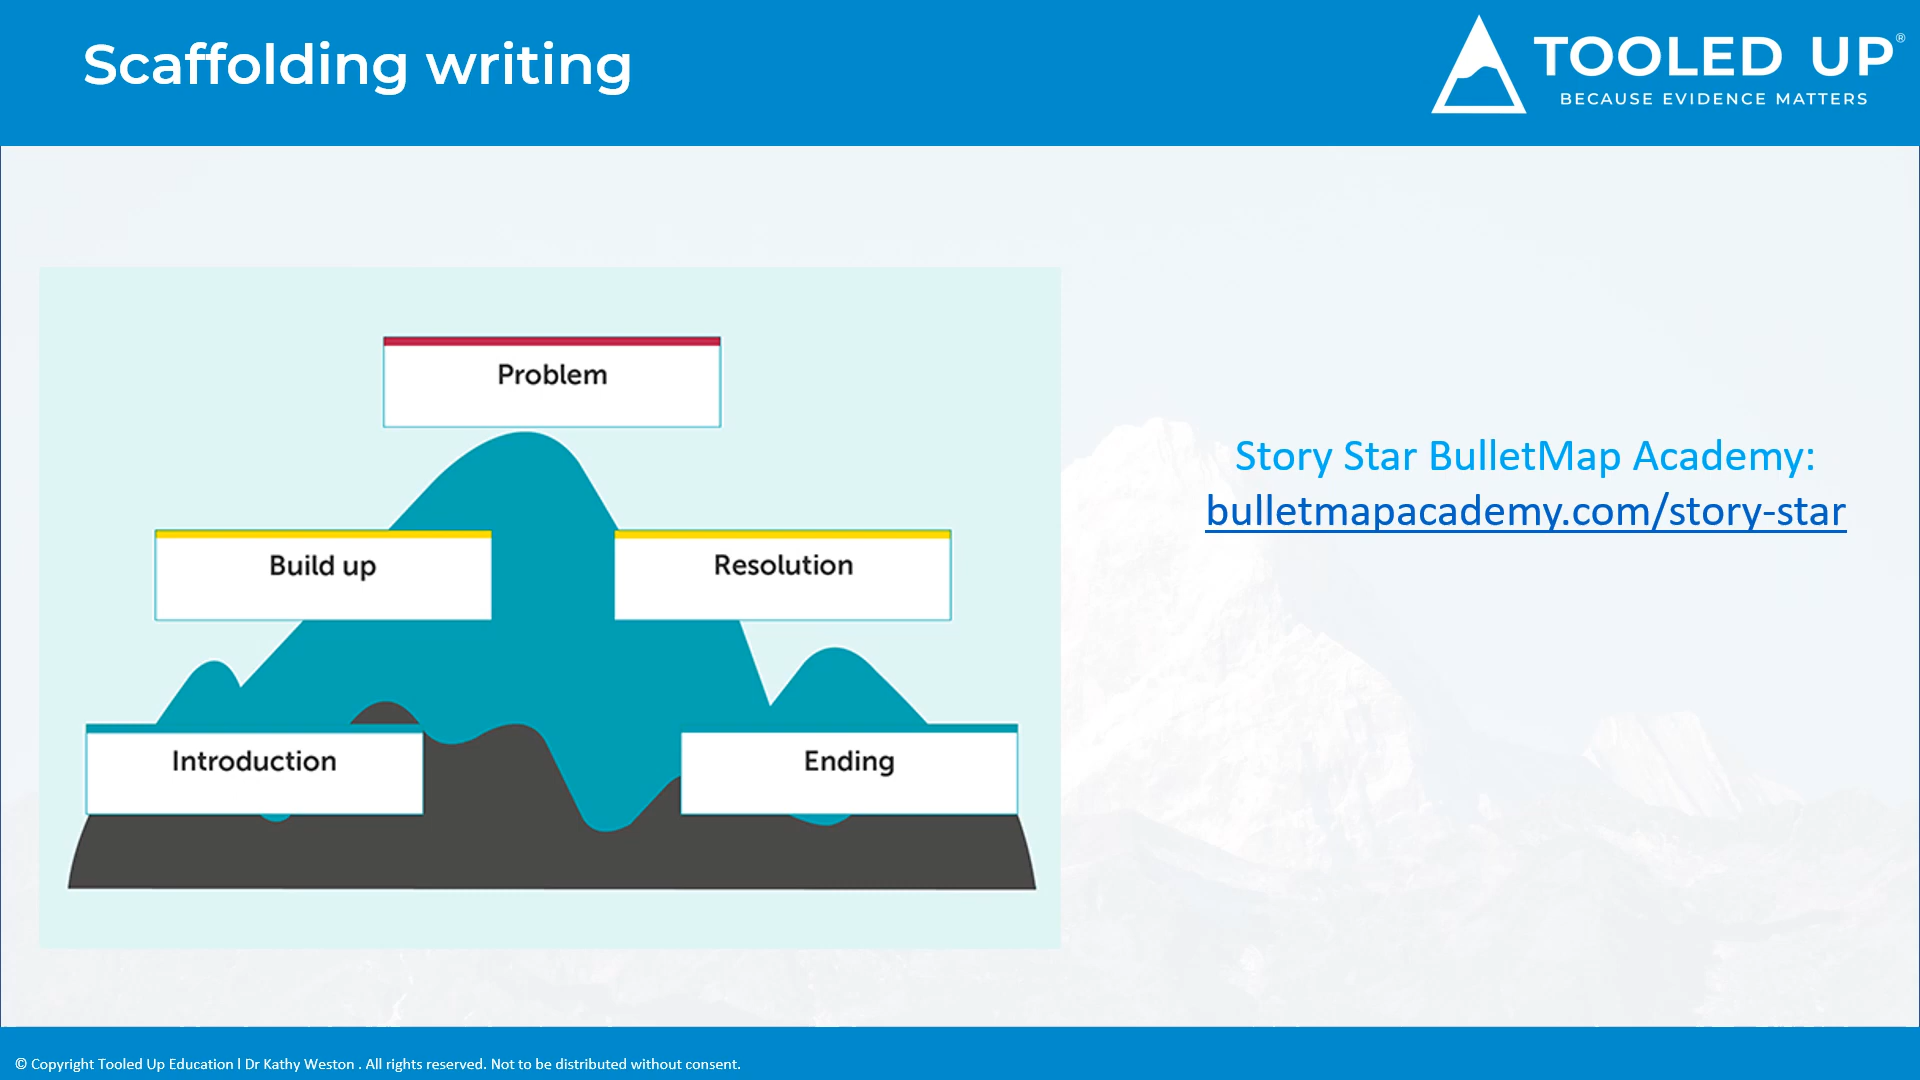 Scaffolding writing
TOOLED UP®
BECAUSE EVIDENCE MATTERS
Problem
Build up
Resolution
Introduction
Ending
Story Star BulletMap Academy:
bulletmapacademy.com/story-star
© Copyright Tooled Up Education l Dr Kathy Weston . All rights reserved. Not to be distributed without consent.